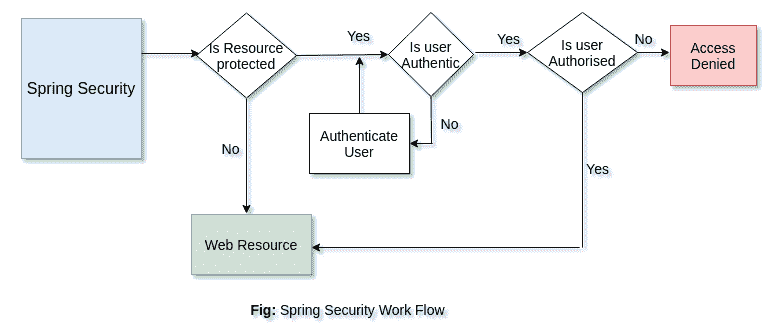 Spring Security
Is Resource
protected
Yes
Is user
Authentic
Yes
Is user
Authorised
No
Access
Denied
No
Authenticate
User
No
Yes
Web Resource
Fig: Spring Security Work Flow